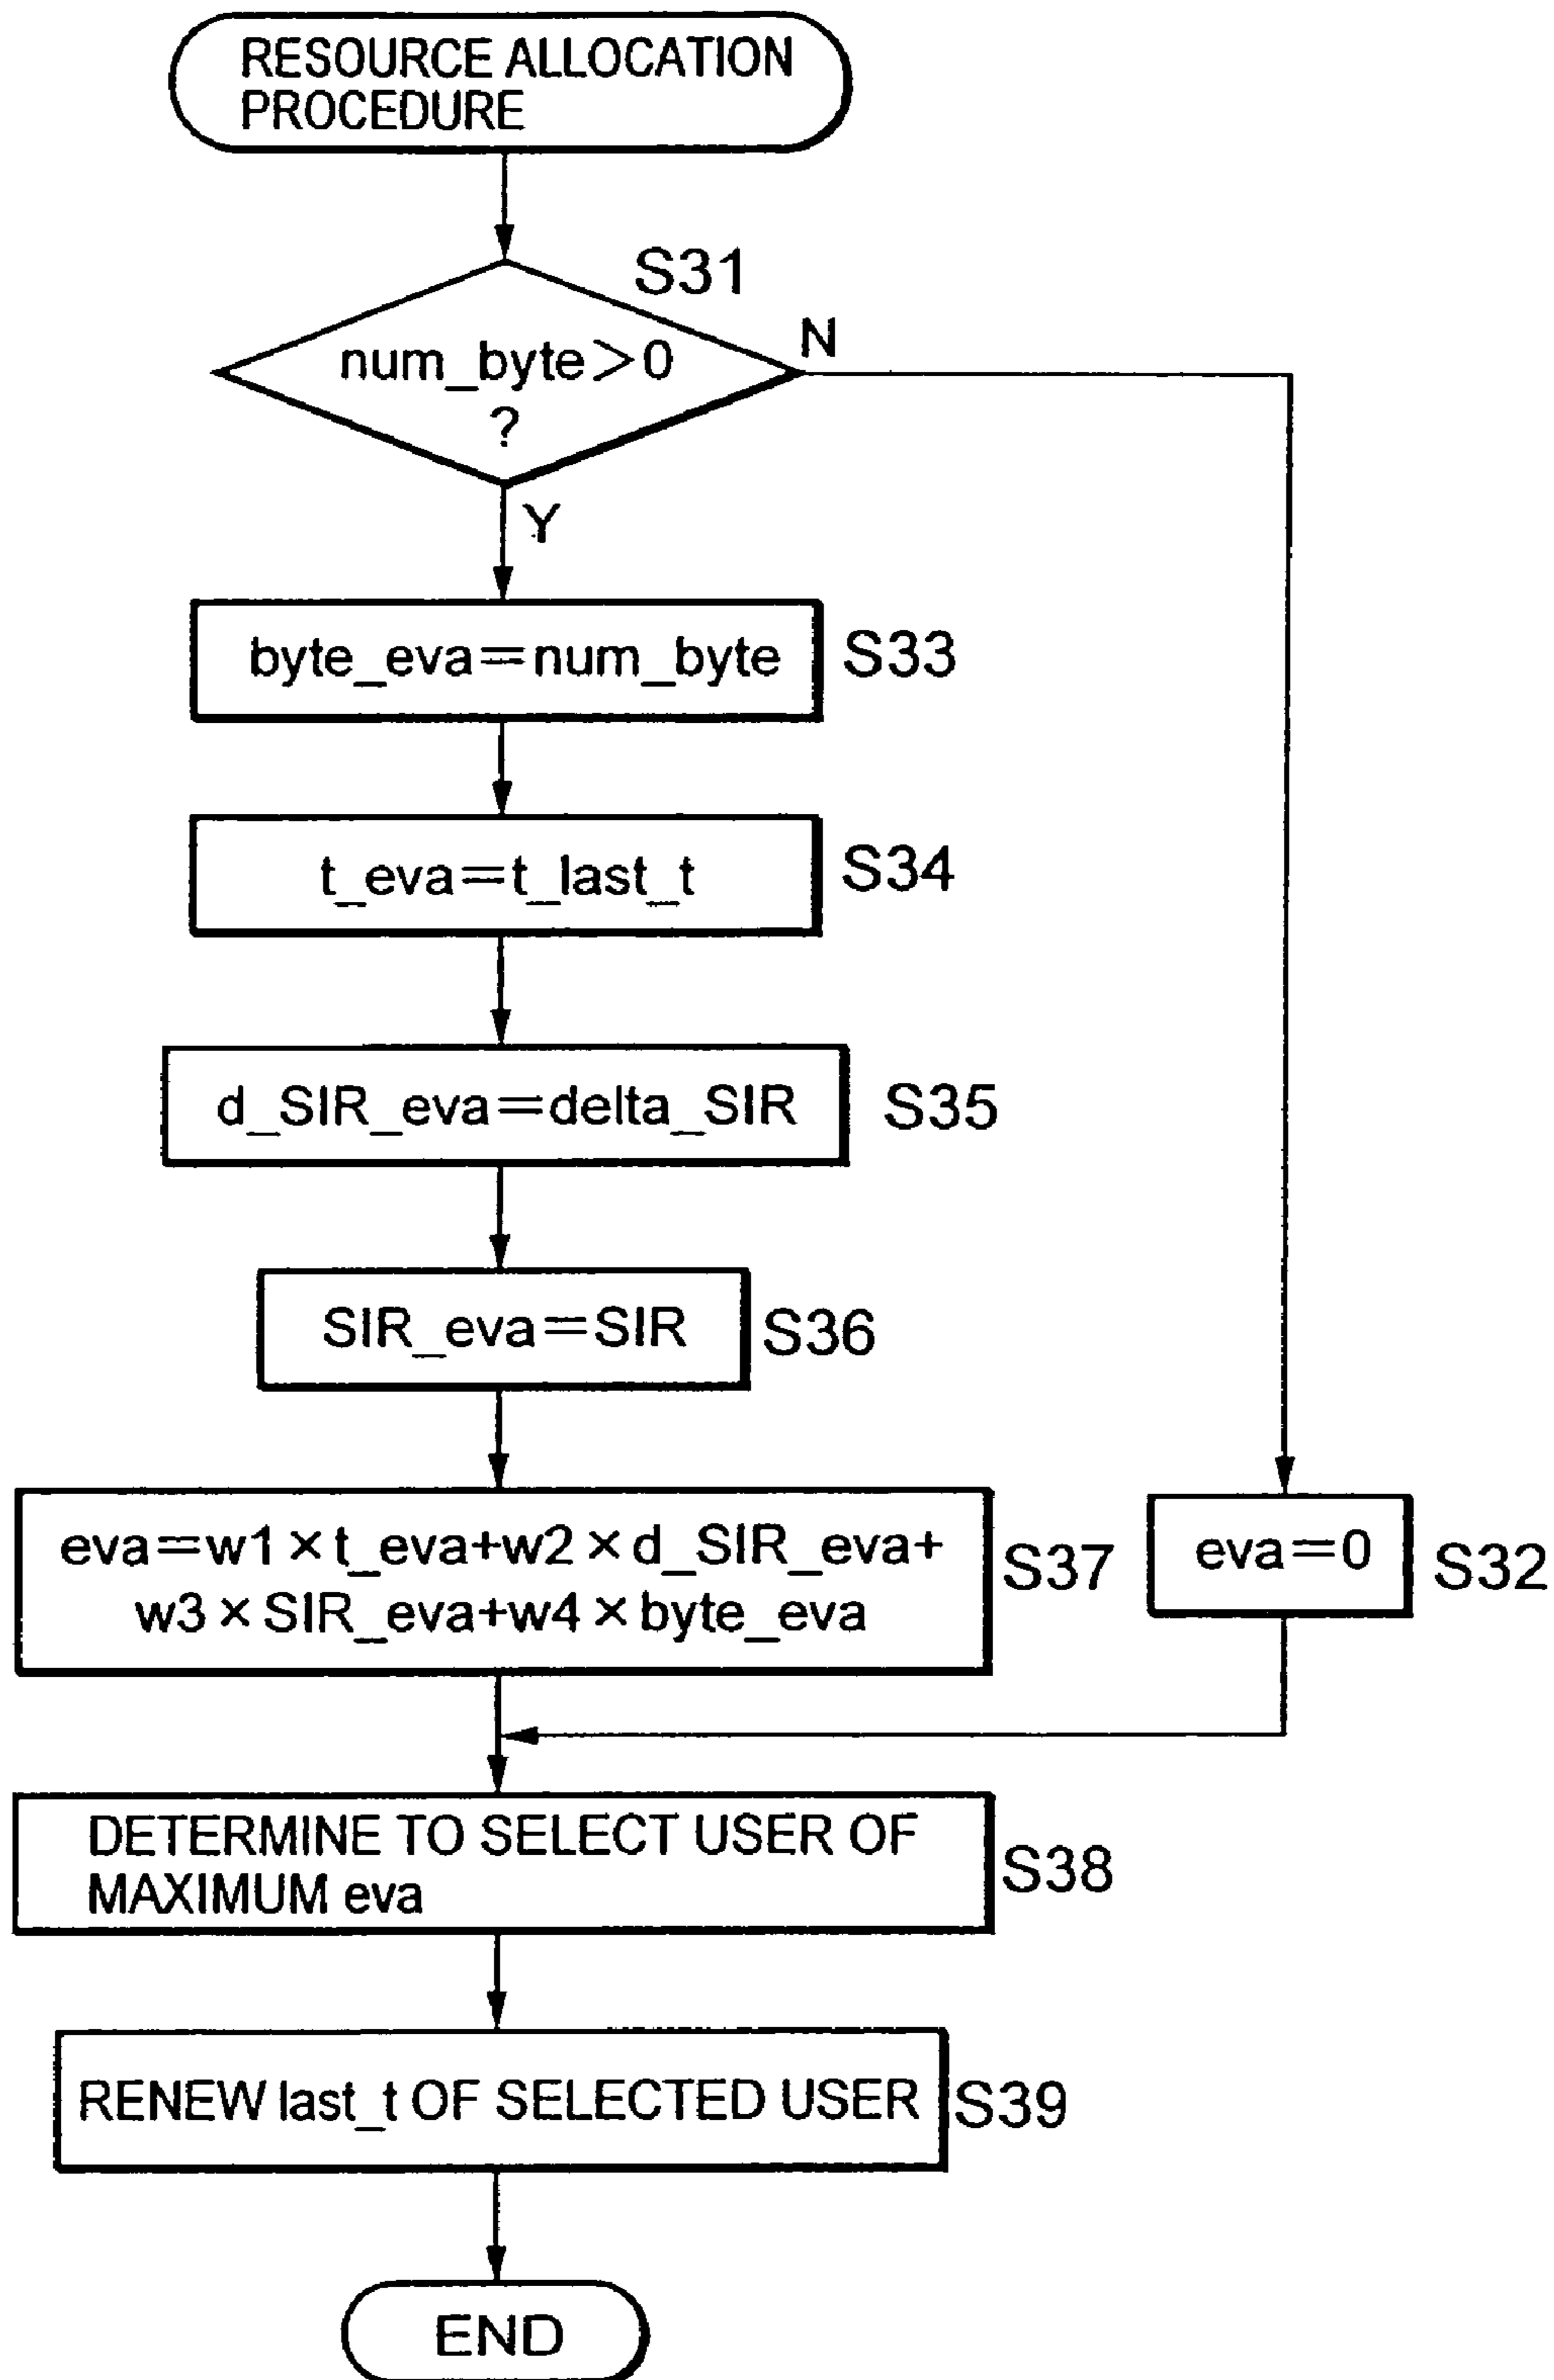 RESOURCE ALLOCATION
PROCEDURE
S31
num_byte>0
?
N
Y
byte_eva=num_byte
S33
t_eva=t_last_t
S34
d_SIR_eva=delta_SIR
S35
SIR_eva=SIR
S36
eva=w1×t_eva+w2×d_SIR_eva+
w3×SIR_eva+w4×byte_eva
S37
eva=0
S32
DETERMINE TO SELECT USER OF
MAXIMUM eva
S38
RENEW last_t OF SELECTED USER
S39
END